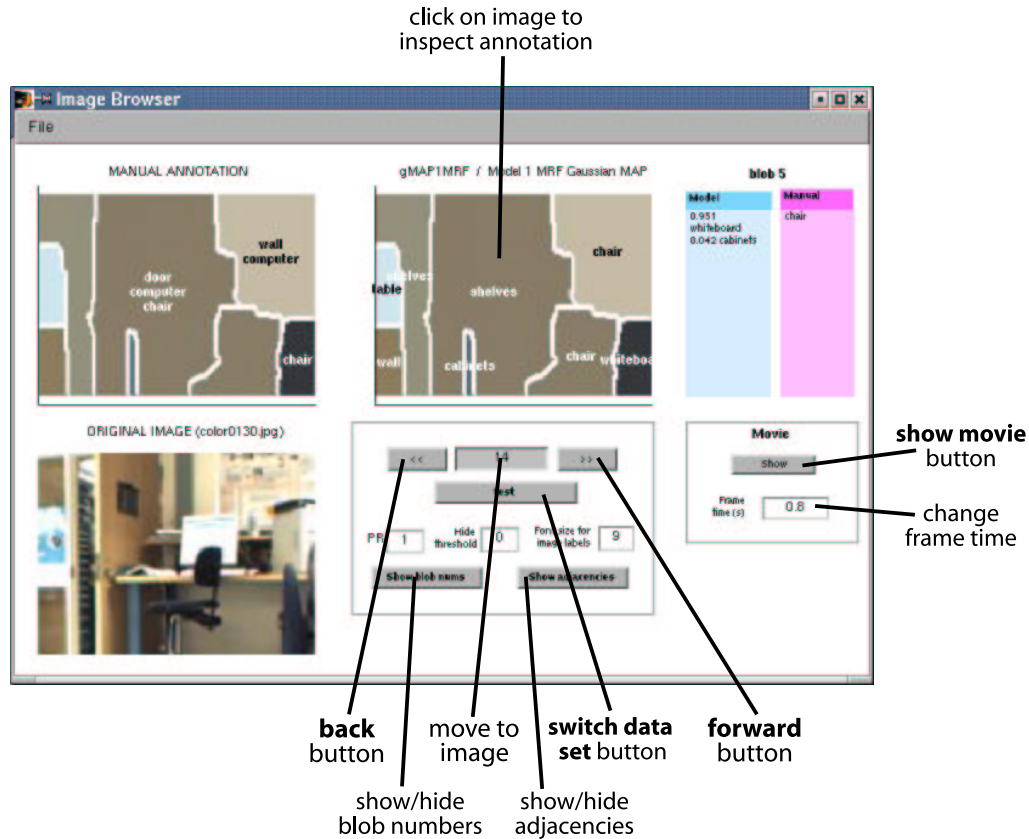 click on image to
inspect annotation
Image Browser
File
MANUAL ANNOTATION
gMAP1MRF / Model 1 MRF Gaussian MAP
blob 5
Model
Manual
0.951
whiteboard
0.042 cabinets
chair
wall
computer
door
computer
chair
chair
chair
shelves
table
shelves
wall
cabinets
chair
whiteboa
ORIGINAL IMAGE (color0130.jpg)
<<
14
>>
test
PR
1
Hide
threshold
0
Font size for
image labels
9
Show blob nums
Show adjacencies
Movie
Show
Frame
time (s)
0.8
show movie
button
change
frame time
back
button
move to
image
switch data
set button
forward
button
show/hide
blob numbers
show/hide
adjacencies